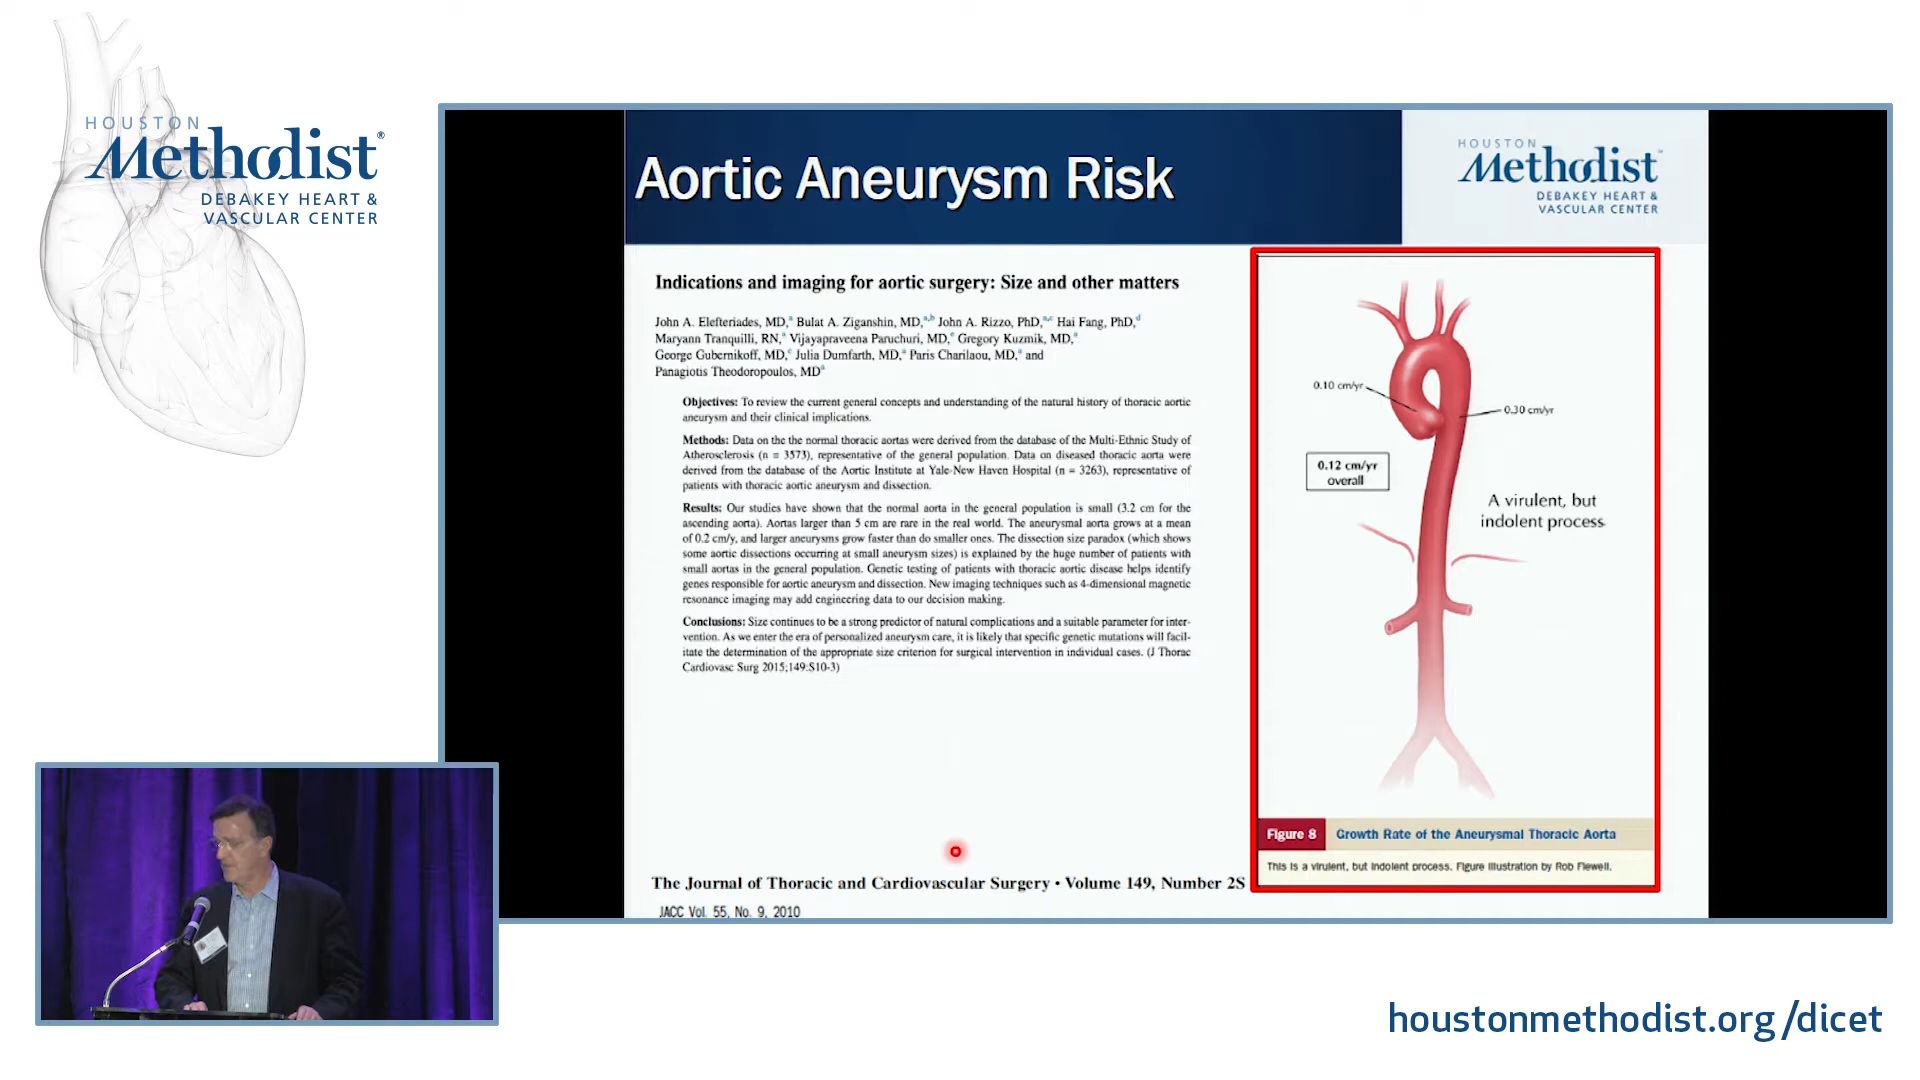 HOUSTON
Methodist®
DEBAKEY HEART &
VASCULAR CENTER
Aortic Aneurysm Risk
HOUSTON
Methodist
DEBAKEY HEART &
VASCULAR CENTER
Indications and imaging for aortic surgery: Size and other matters
John A. Elefteriades, MD,a Bulat A. Ziganshin, MD,a,b John A. Rizzo, PhD,a,c Hai Fang, PhD,d
Maryann Tranquilli, RN,a Vijayapraveena Paruchuri, MD,e Gregory Kuzmik, MD,a
George Gubernikoff, MD,c Julia Dumfarth, MD,a Paris Charilaou, MD,a and
Panagiotis Theodoropoulos, MDa
Objectives: To review the current general concepts and understanding of the natural history of thoracic aortic
aneurysm and their clinical implications.
Methods: Data on the the normal thoracic aortas were derived from the database of the Multi-Ethnic Study of
Atherosclerosis (n = 3573), representative of the general population. Data on diseased thoracic aorta were
derived from the database of the Aortic Institute at Yale-New Haven Hospital (n = 3263), representative of
patients with thoracic aortic aneurysm and dissection.
Results: Our studies have shown that the normal aorta in the general population is small (3.2 cm for the
ascending aorta). Aortas larger than 5 cm are rare in the real world. The aneurysmal aorta grows at a mean
of 0.2 cm/y, and larger aneurysms grow faster than do smaller ones. The dissection size paradox (which shows
some aortic dissections occurring at small aneurysm sizes) is explained by the huge number of patients with
small aortas in the general population. Genetic testing of patients with thoracic aortic disease helps identify
genes responsible for aortic aneurysm and dissection. New imaging techniques such as 4-dimensional magnetic
resonance imaging may add engineering data to our decision making.
Conclusions: Size continues to be a strong predictor of natural complications and a suitable parameter for inter-
vention. As we enter the era of personalized aneurysm care, it is likely that specific genetic mutations will facil-
itate the determination of the appropriate size criterion for surgical intervention in individual cases. (J Thorac
Cardiovasc Surg 2015;149:S10-3)
The Journal of Thoracic and Cardiovascular Surgery • Volume 149, Number 2S
JACC Vol. 55, No. 9, 2010
0.10 cm/yr
0.30 cm/yr
0.12 cm/yr
overall
A virulent, but
indolent process
Figure 8 Growth Rate of the Aneurysmal Thoracic Aorta
This is a virulent, but indolent process. Figure illustration by Rob Flewell.
houstonmethodist.org/dicet